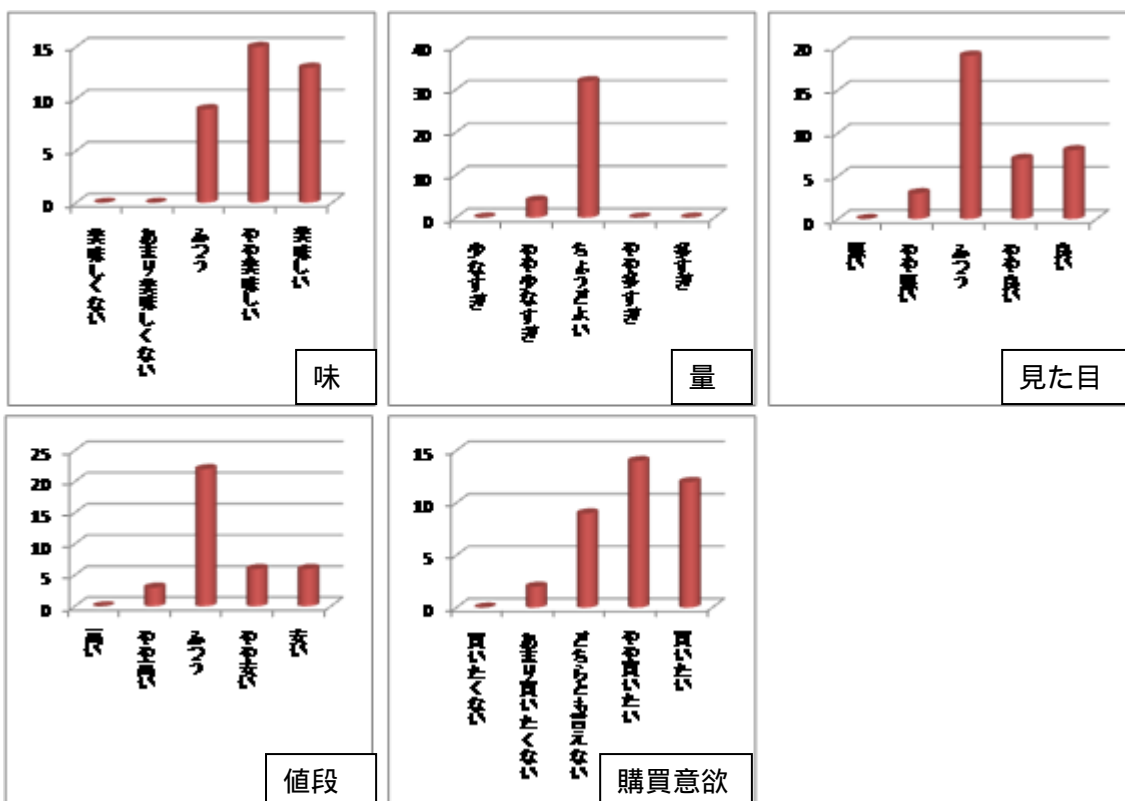 15
10
5
0
美味しくない
あまり美味しくない
ふつう
やや美味しい
美味しい
味
40
30
20
10
0
少なすぎ
やや少なすぎ
ちょうどよい
やや多すぎ
多すぎ
量
20
15
10
5
0
悪い
やや悪い
ふつう
やや良い
良い
見た目
25
20
15
10
5
0
高い
やや高い
ふつう
やや安い
安い
値段
15
10
5
0
買いたくない
あまり買いたくない
どちらとも言えない
やや買いたい
買いたい
購買意欲